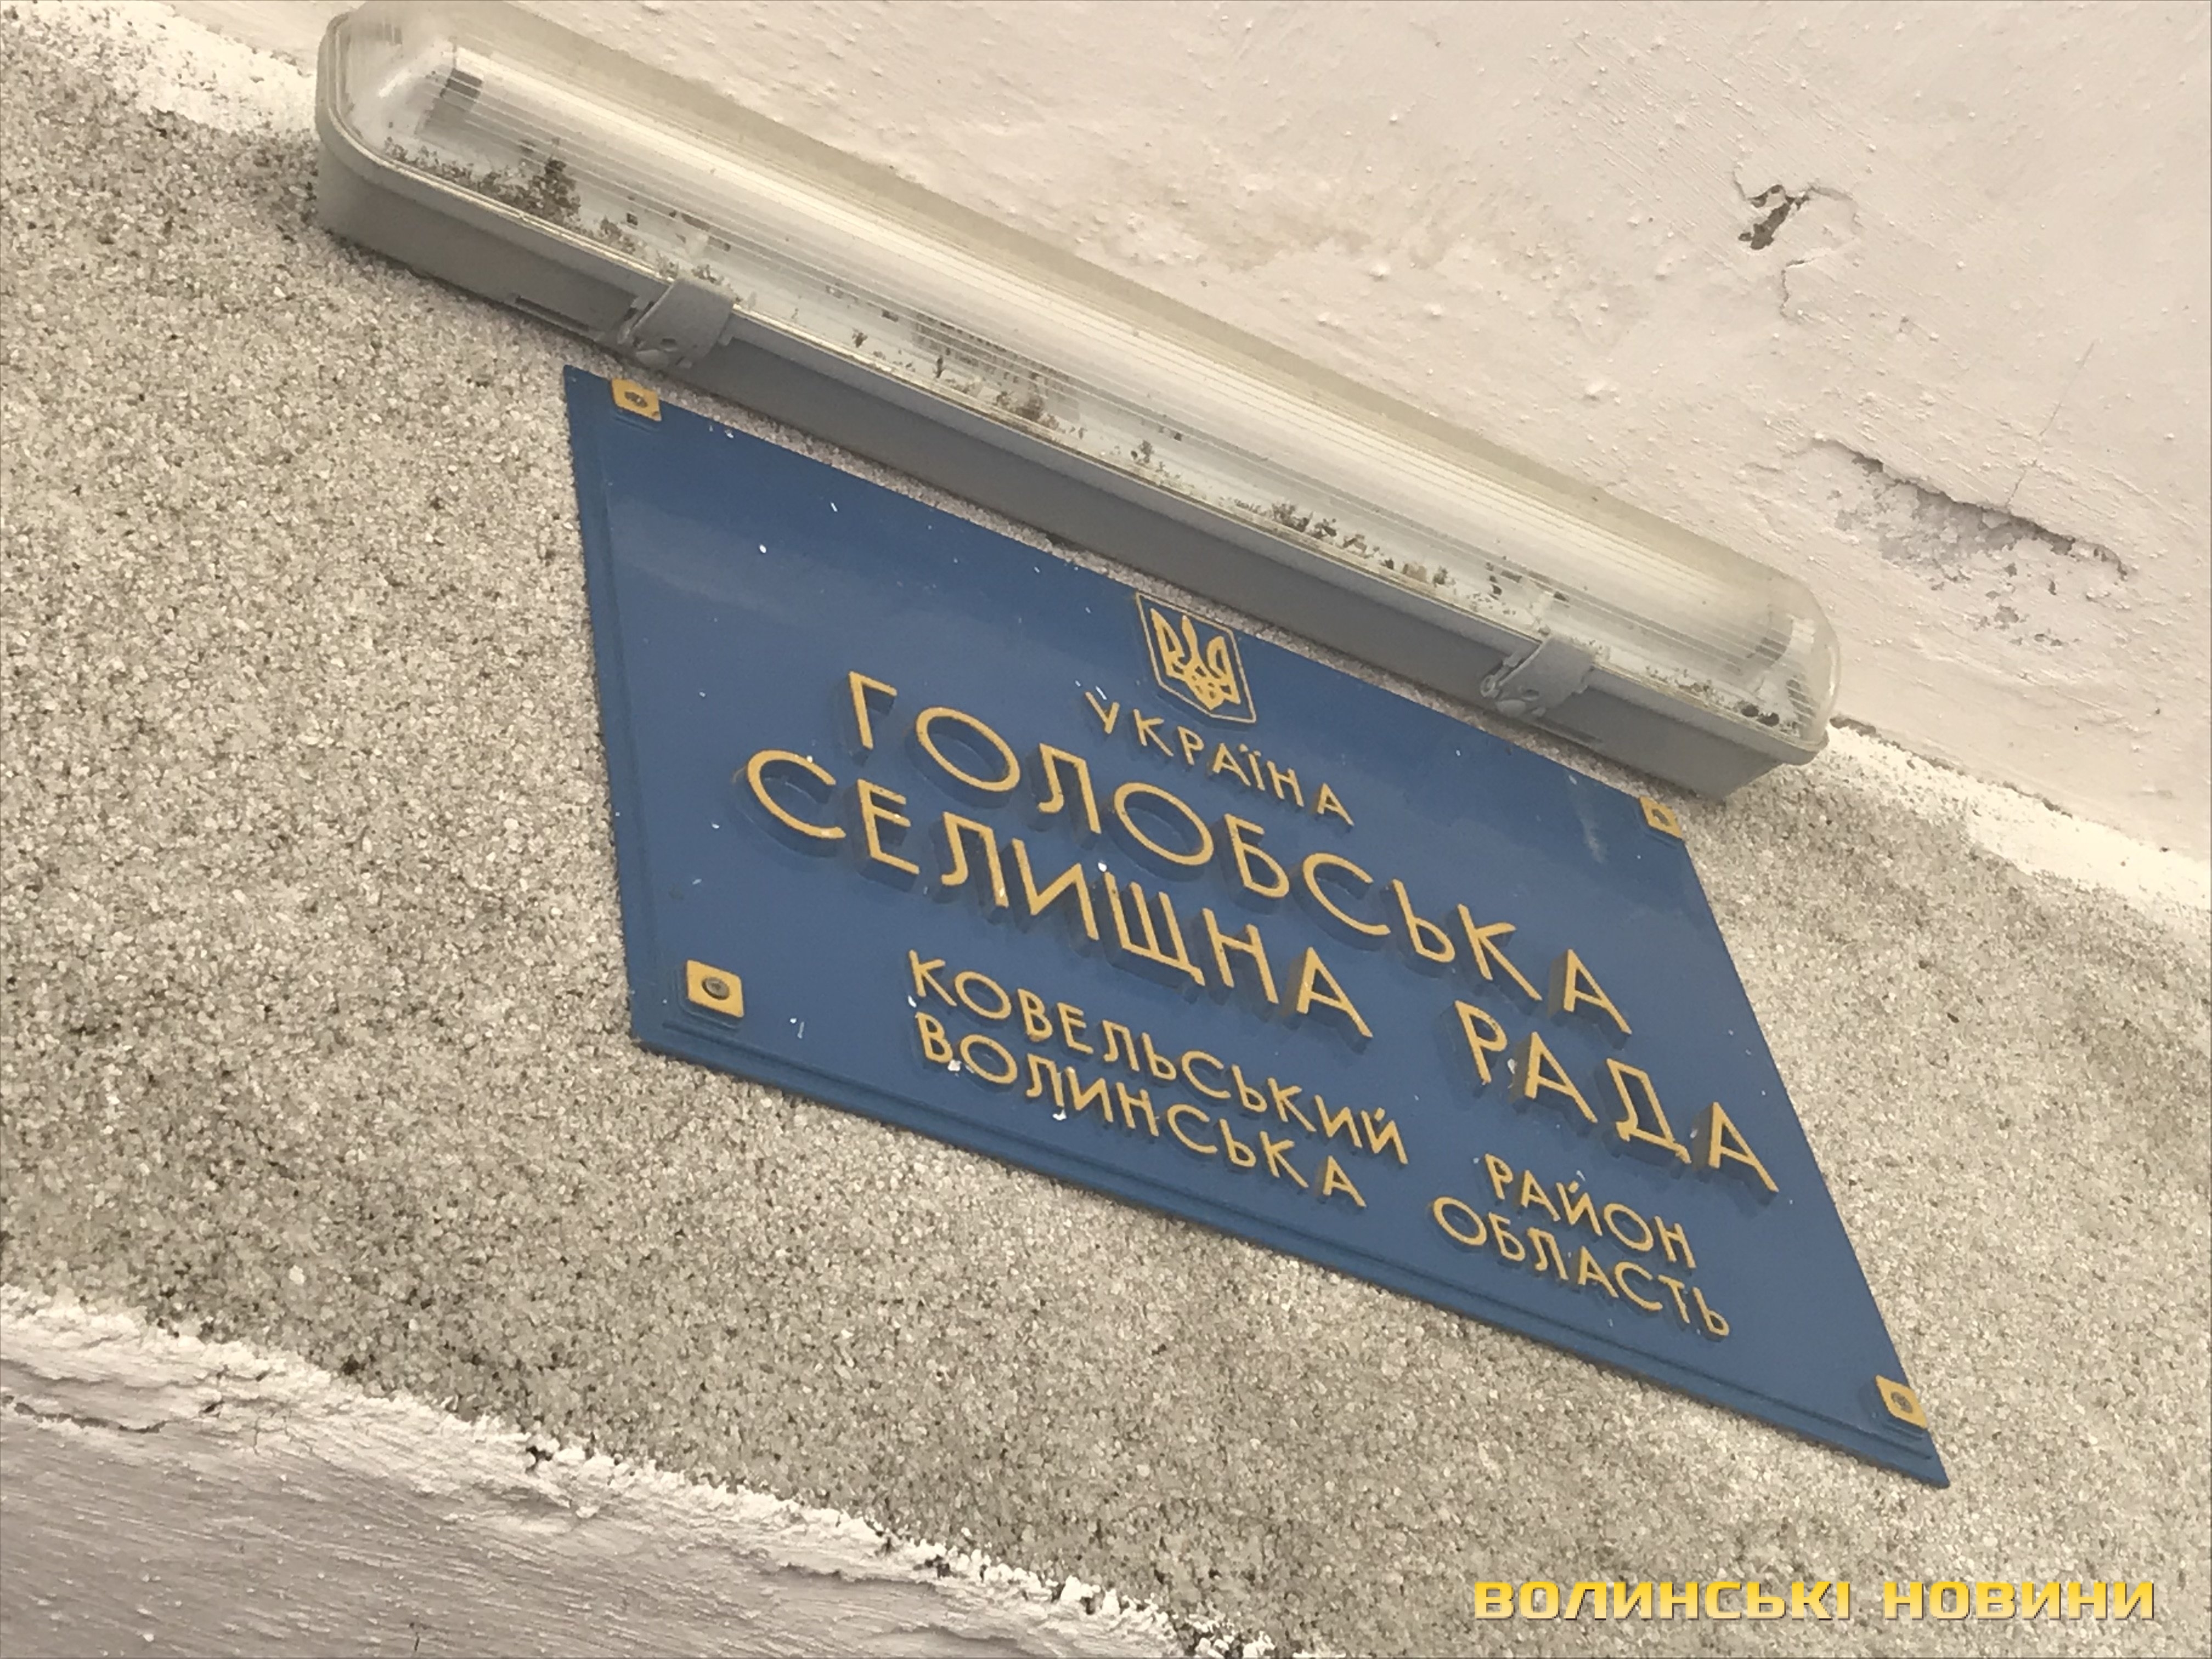 УКРАЇНА
ГОЛОБСЬКА
СЕЛИЩНА РАДА
КОВЕЛЬСЬКИЙ РАЙОН
ВОЛИНСЬКА ОБЛАСТЬ
ВОЛИНСЬКІ НОВИНИ